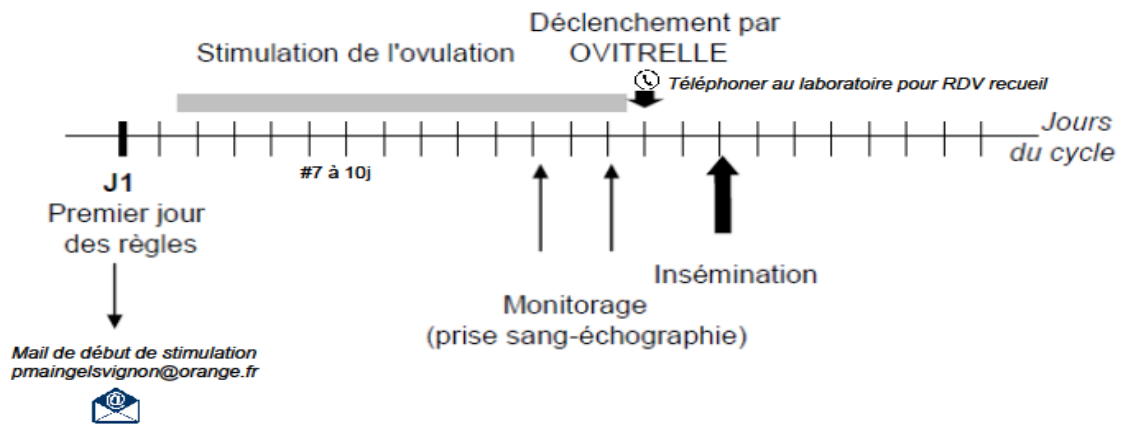 Déclenchement par
Stimulation de l'ovulation
OVITRELLE
Téléphoner au laboratoire pour RDV recueil
Jours
du cycle
#7 à 10j
J1
Premier jour
des règles
Insémination
Monitorage
(prise sang-échographie)
Mail de début de stimulation
pmaingelsvignon@orange.fr
@